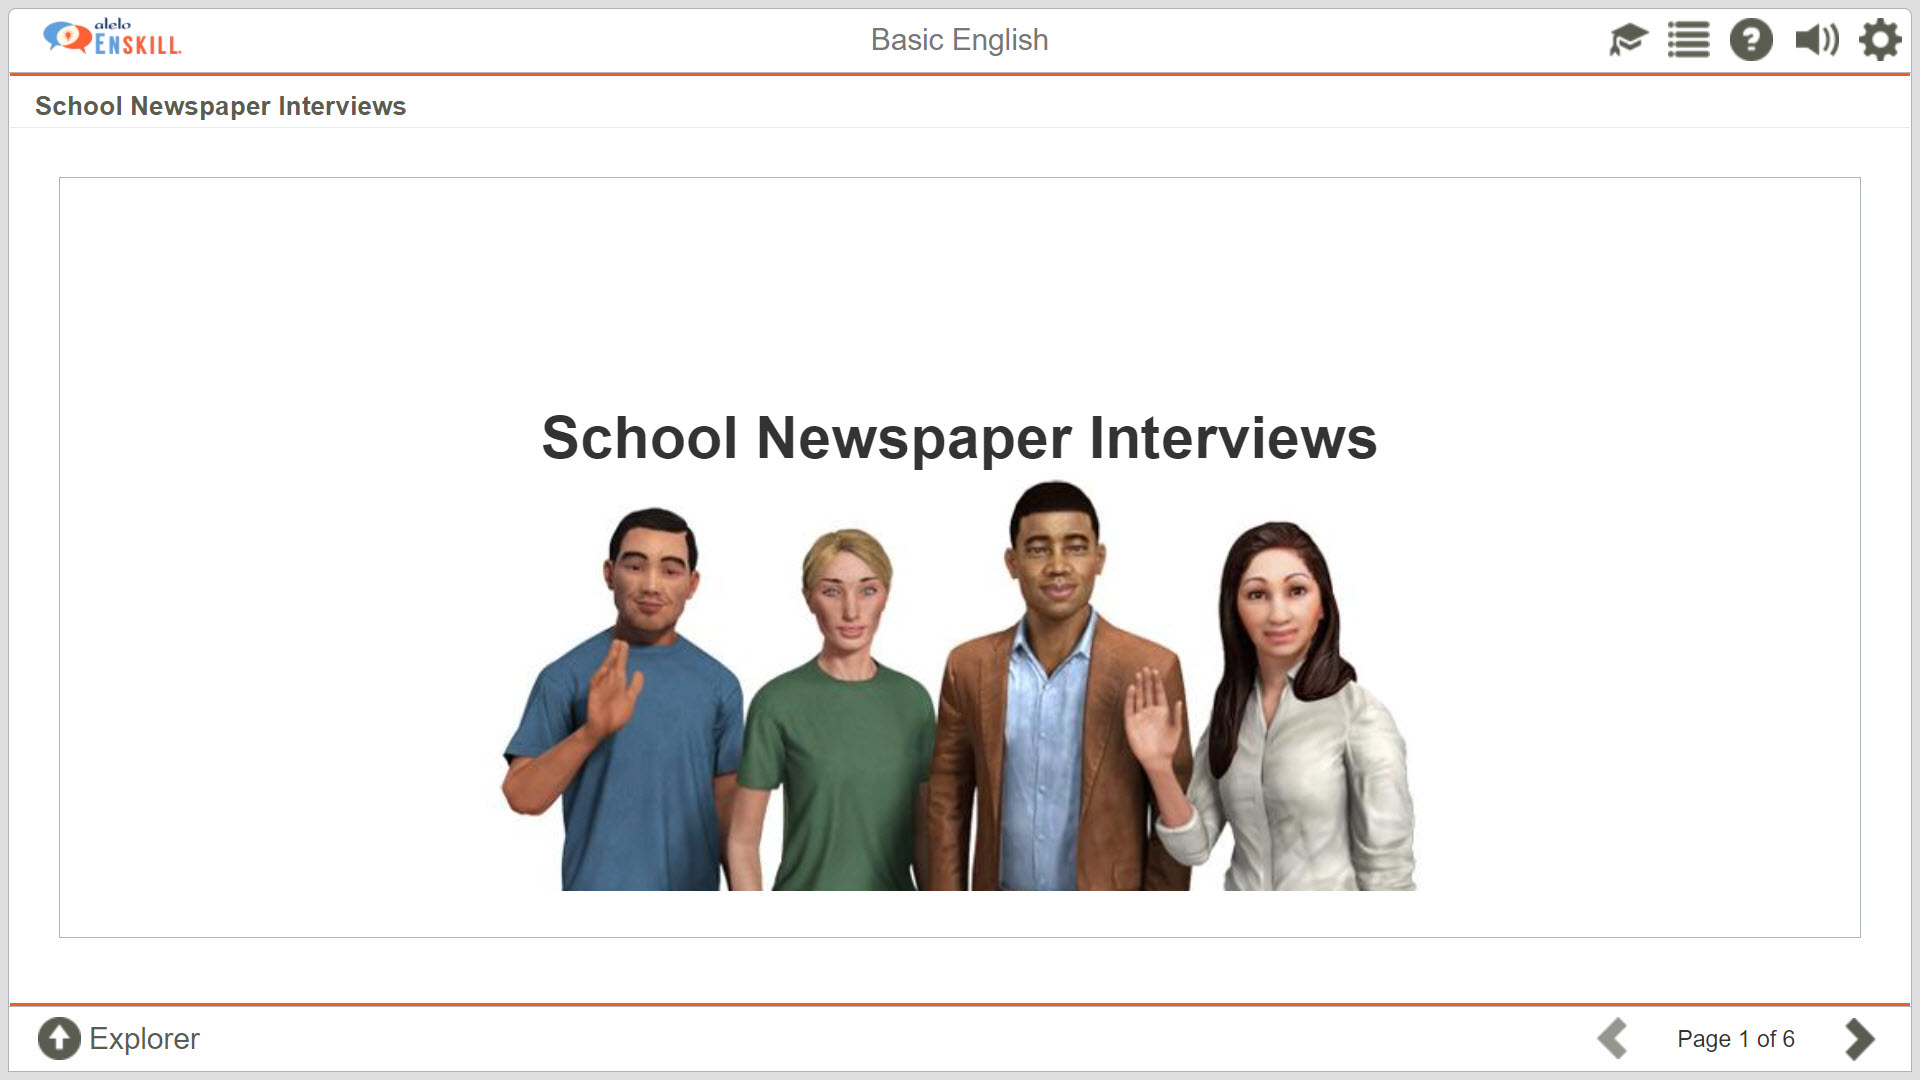 alelo
ENSKILL.
Basic English
?
School Newspaper Interviews
School Newspaper Interviews
Explorer
Page 1 of 6